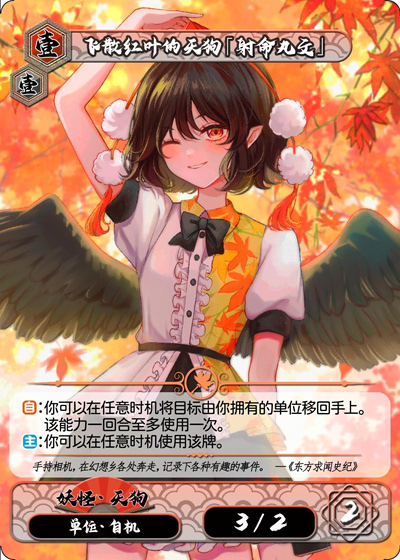 壹 飞散红叶的天狗「射命丸文」
壹
自:你可以在任意时机将目标由你拥有的单位移回手上。
该能力一回合至多使用一次。
主:你可以在任意时机使用该牌。
手持相机，在幻想乡各处奔走，记录下各种有趣的事件。 —《东方求闻史纪》
妖怪·天狗
单位·自机
3/2
2